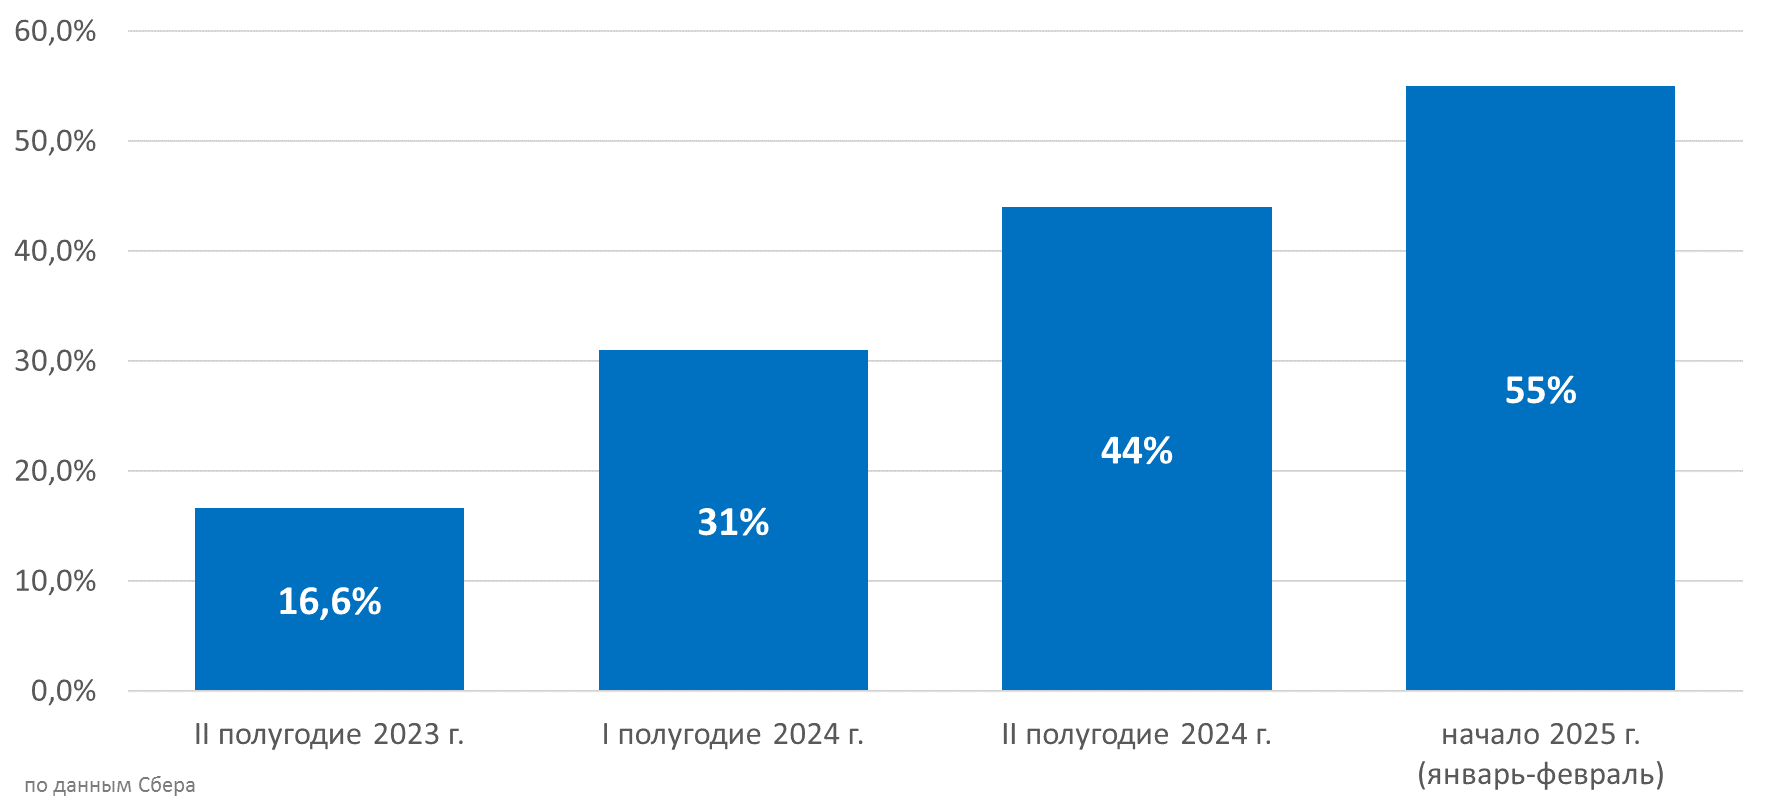 60,0%
50,0%
40,0%
30,0%
20,0%
10,0%
0,0%
16,6%
31%
44%
55%
II полугодие 2023 г.
I полугодие 2024 г.
II полугодие 2024 г.
начало 2025 г.
(январь-февраль)
по данным Сбера